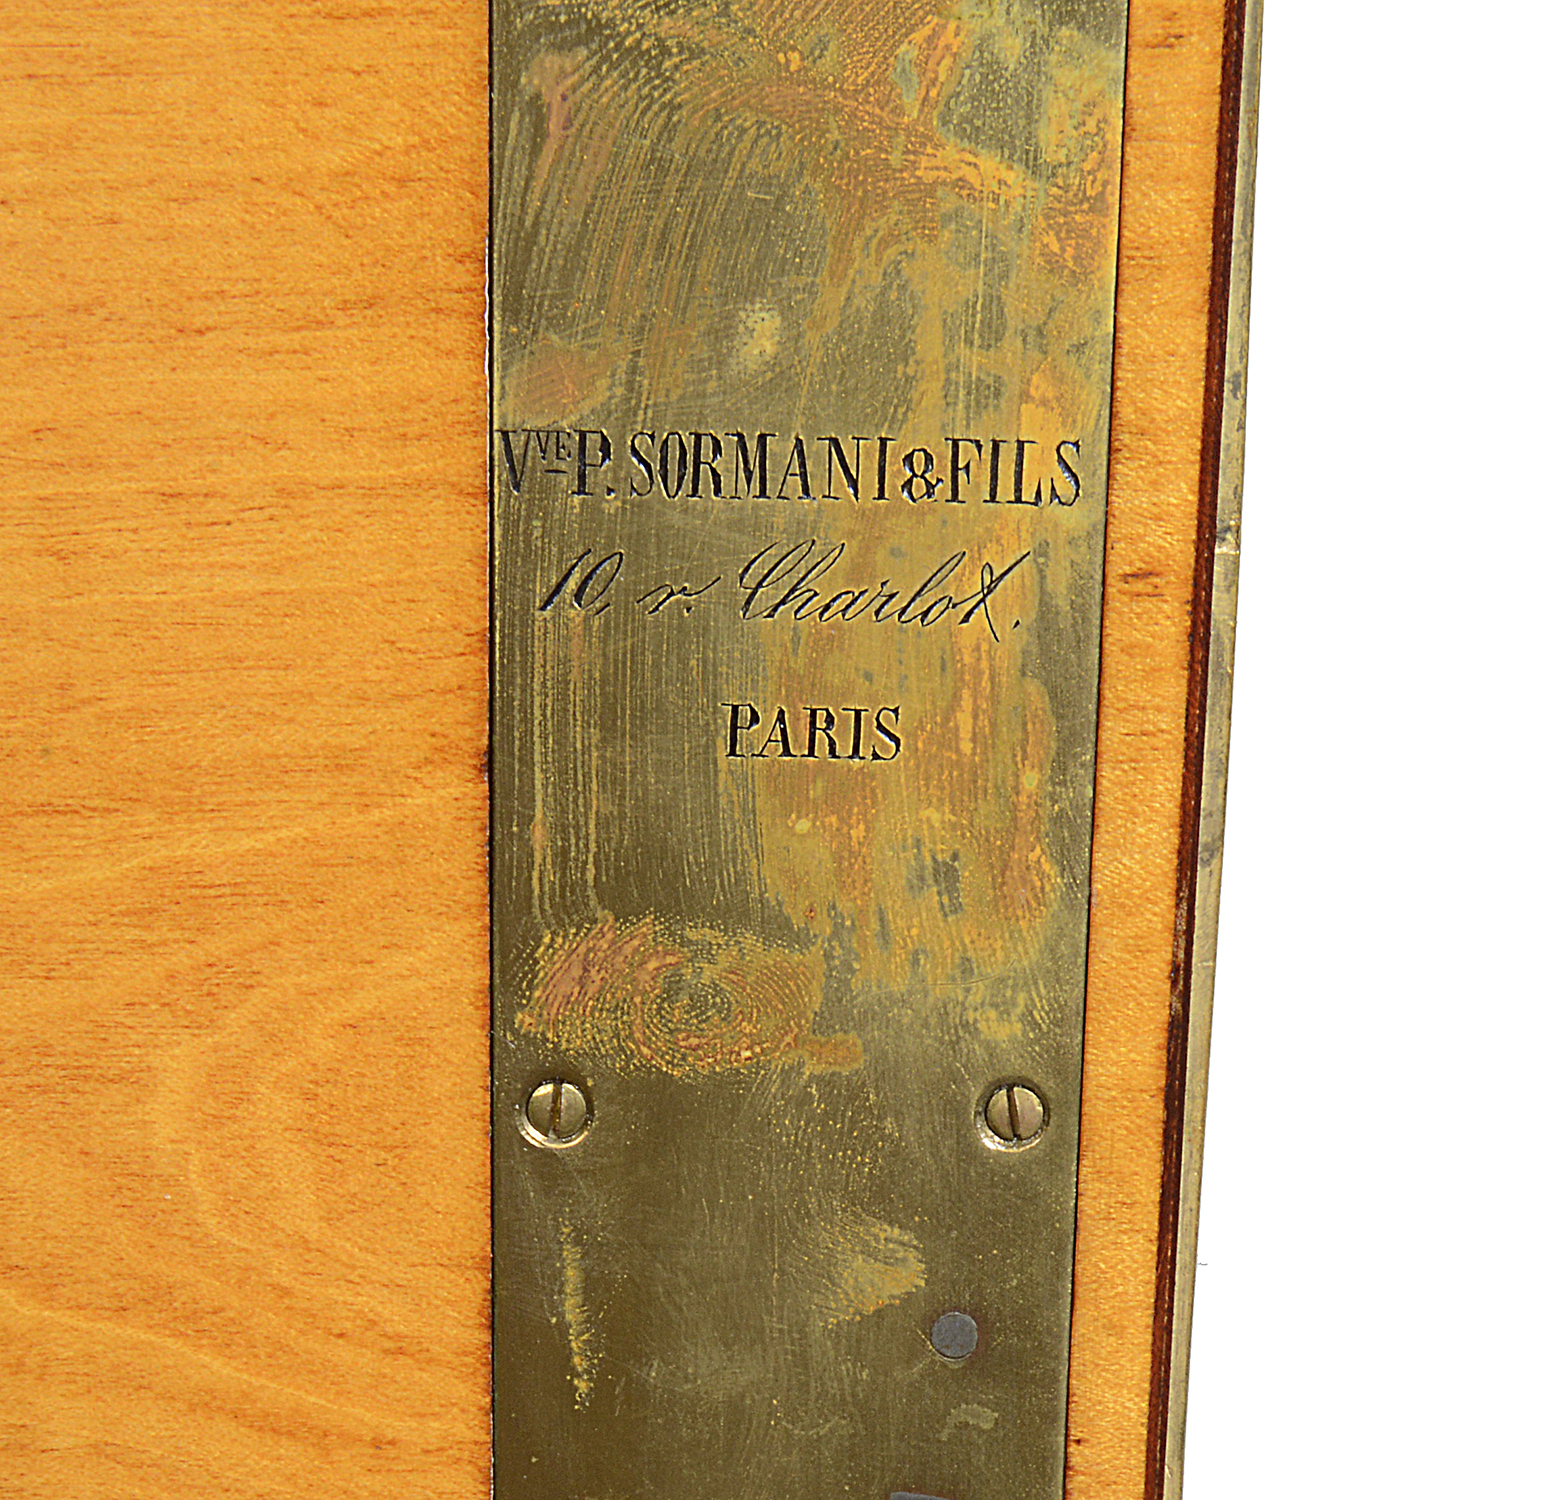 VVE P. SORMANI & FILS
10, r. Charlot.
PARIS